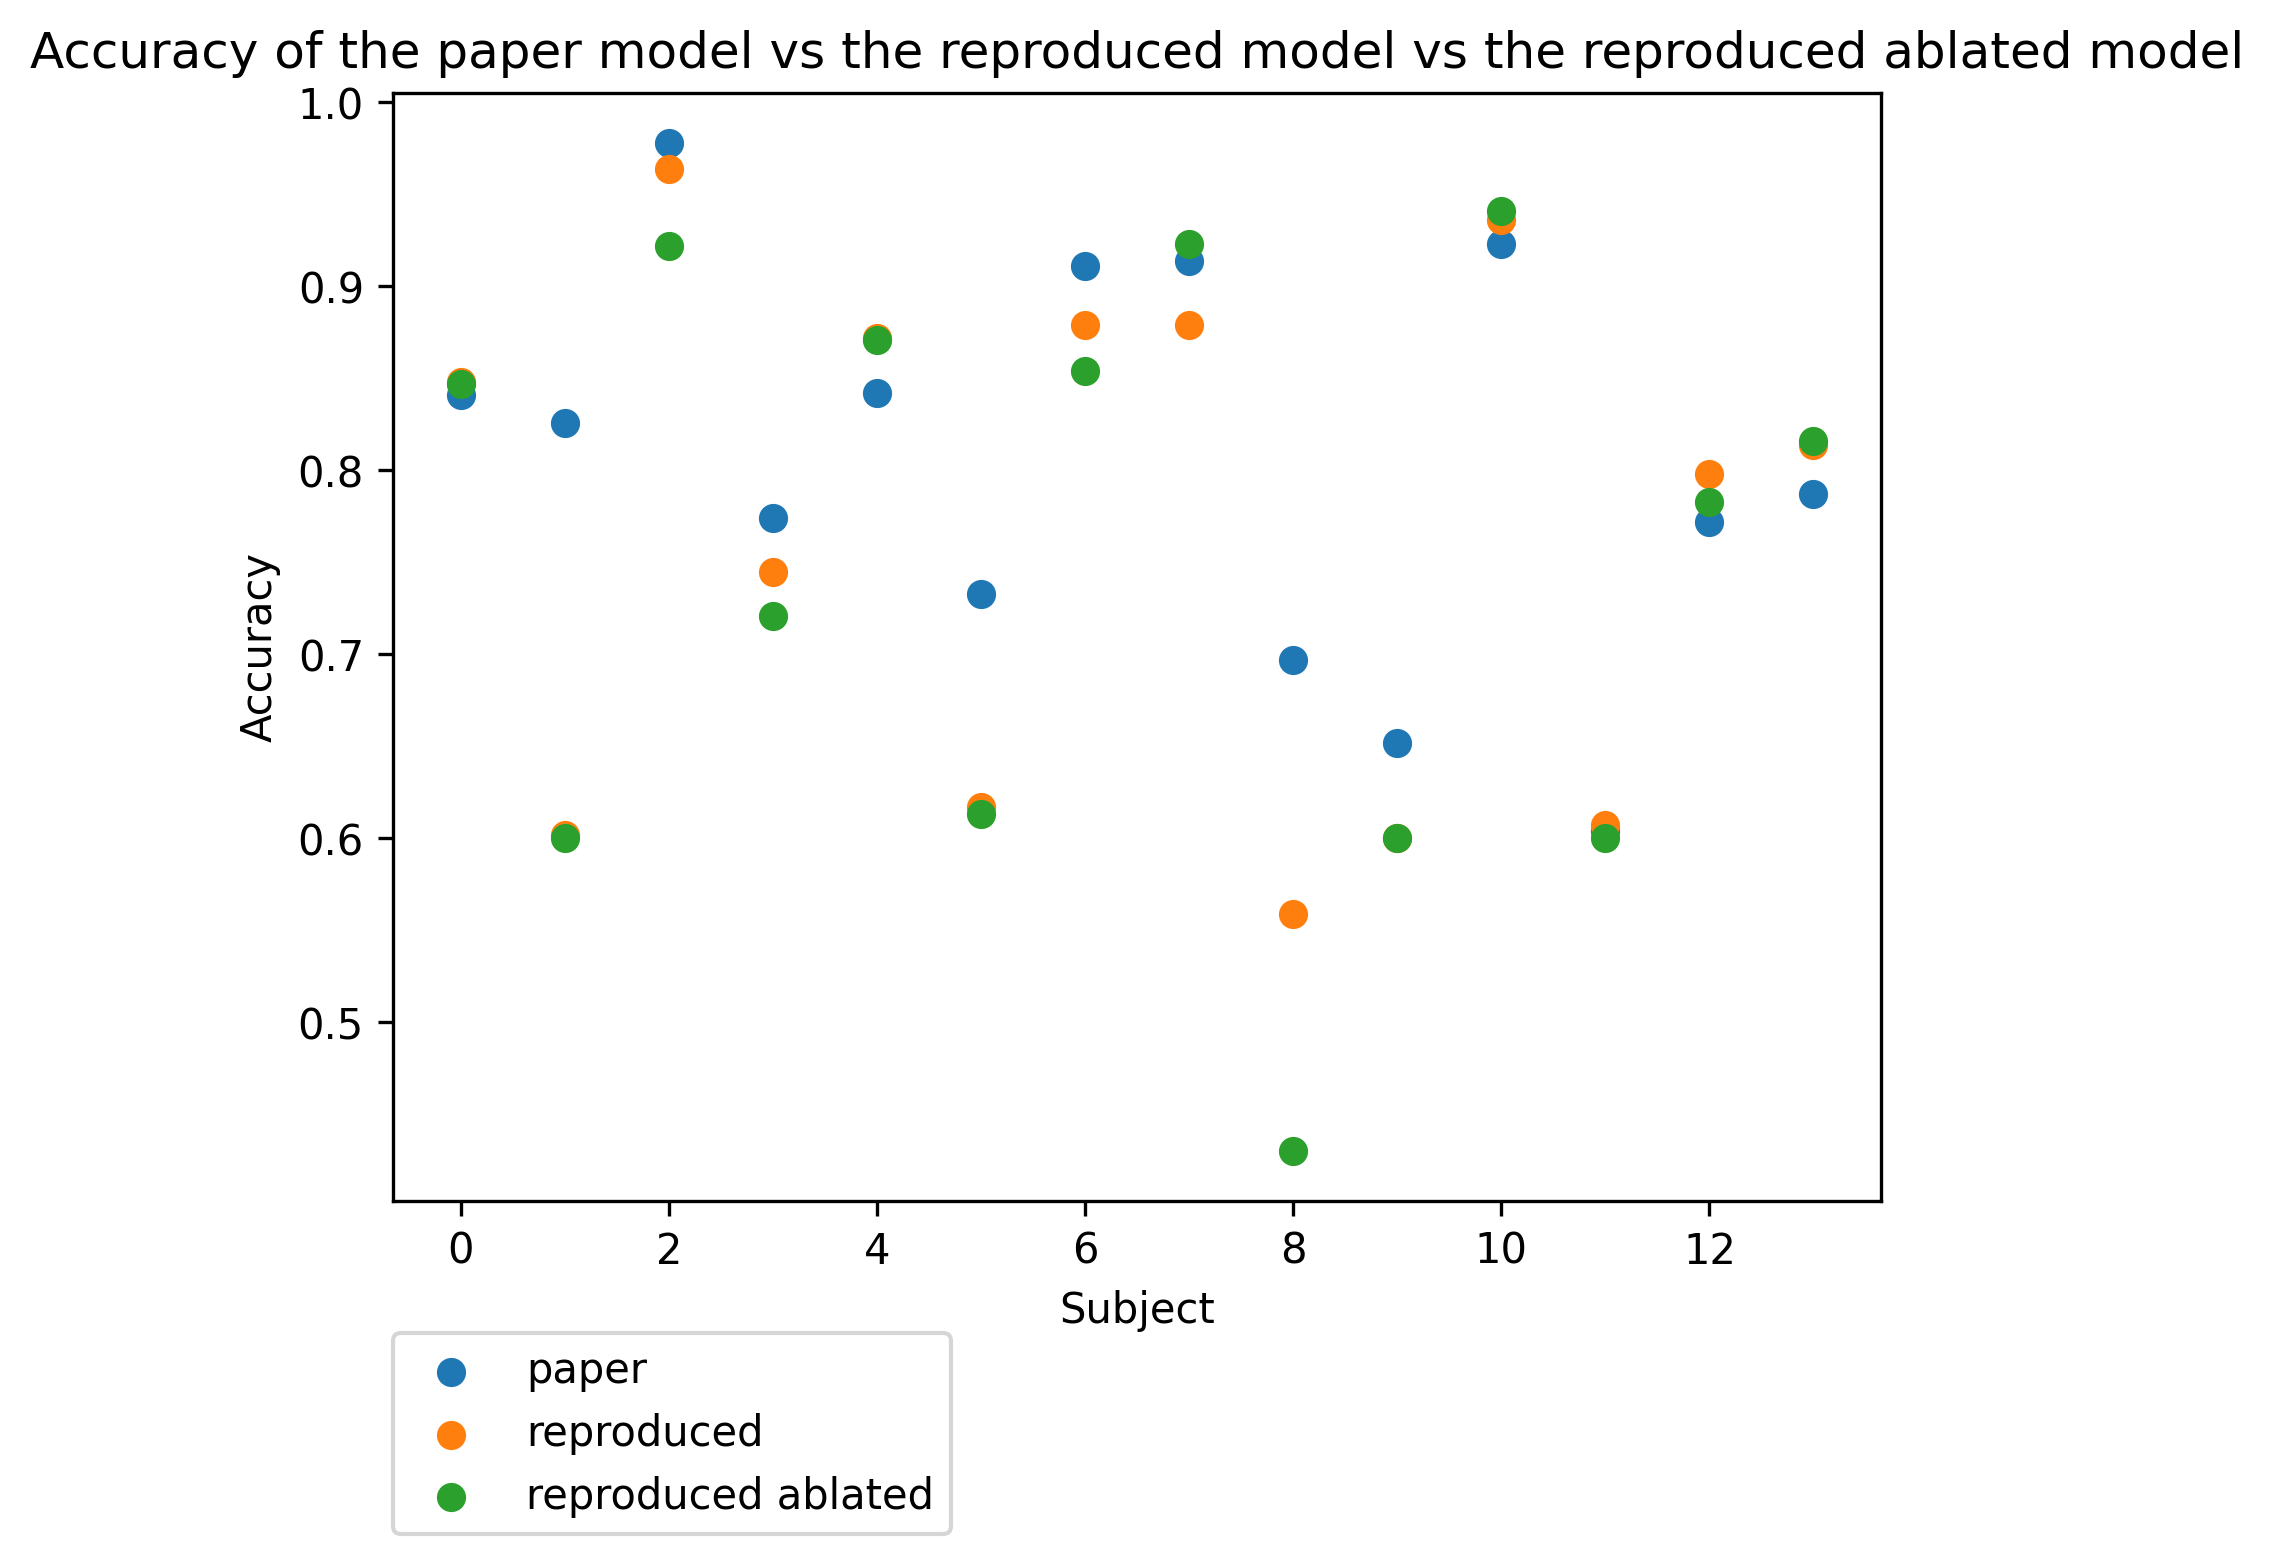 Accuracy of the paper model vs the reproduced model vs the reproduced ablated model
1.0
0.9
0.8
0.7
0.6
0.5
Accuracy
0 2 4 6 8 10 12
Subject
paper
reproduced
reproduced ablated